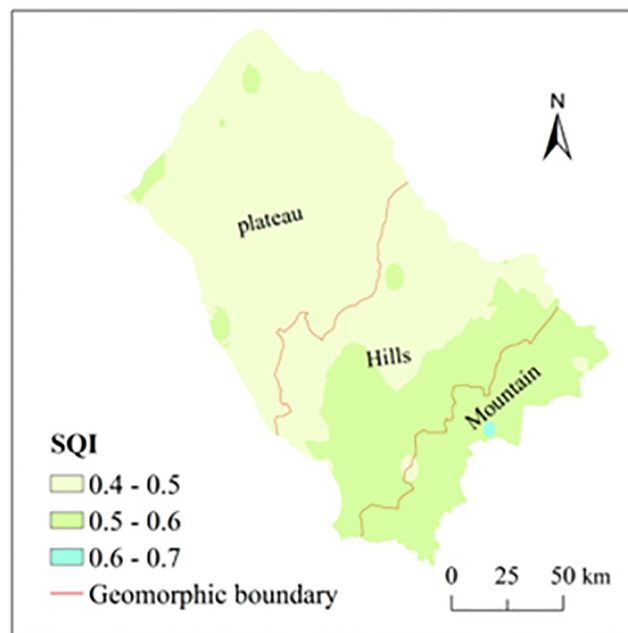 N
plateau
Hills
Mountain
SQI
0.4 - 0.5
0.5 - 0.6
0.6 - 0.7
Geomorphic boundary
0 25 50 km